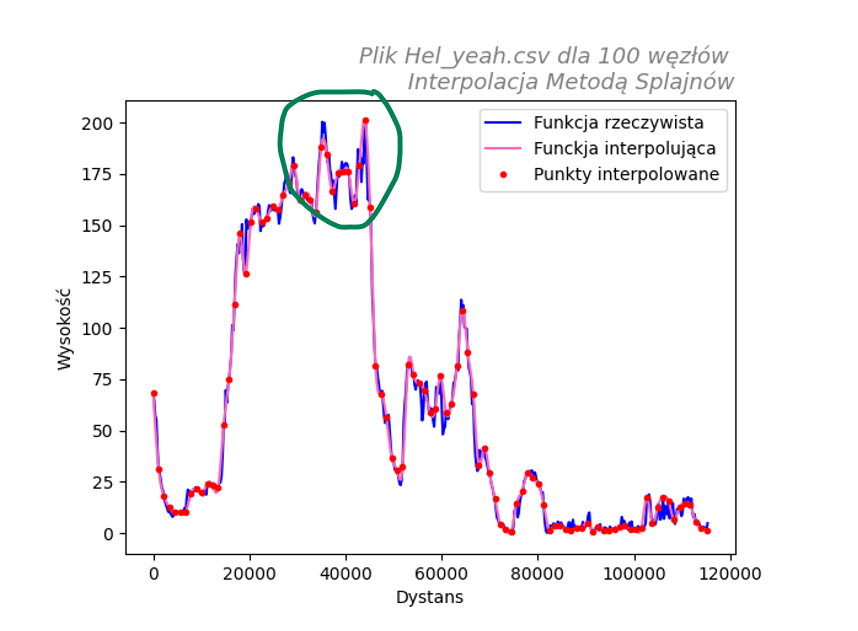 Plik Hel_yeah.csv dla 100 węzłów
Interpolacja Metodą Splajnów
Funkcja rzeczywista
Funckja interpolująca
Punkty interpolowane
200
175
150
125
100
75
50
25
0
Wysokość
0 20000 40000 60000 80000 100000 120000
Dystans